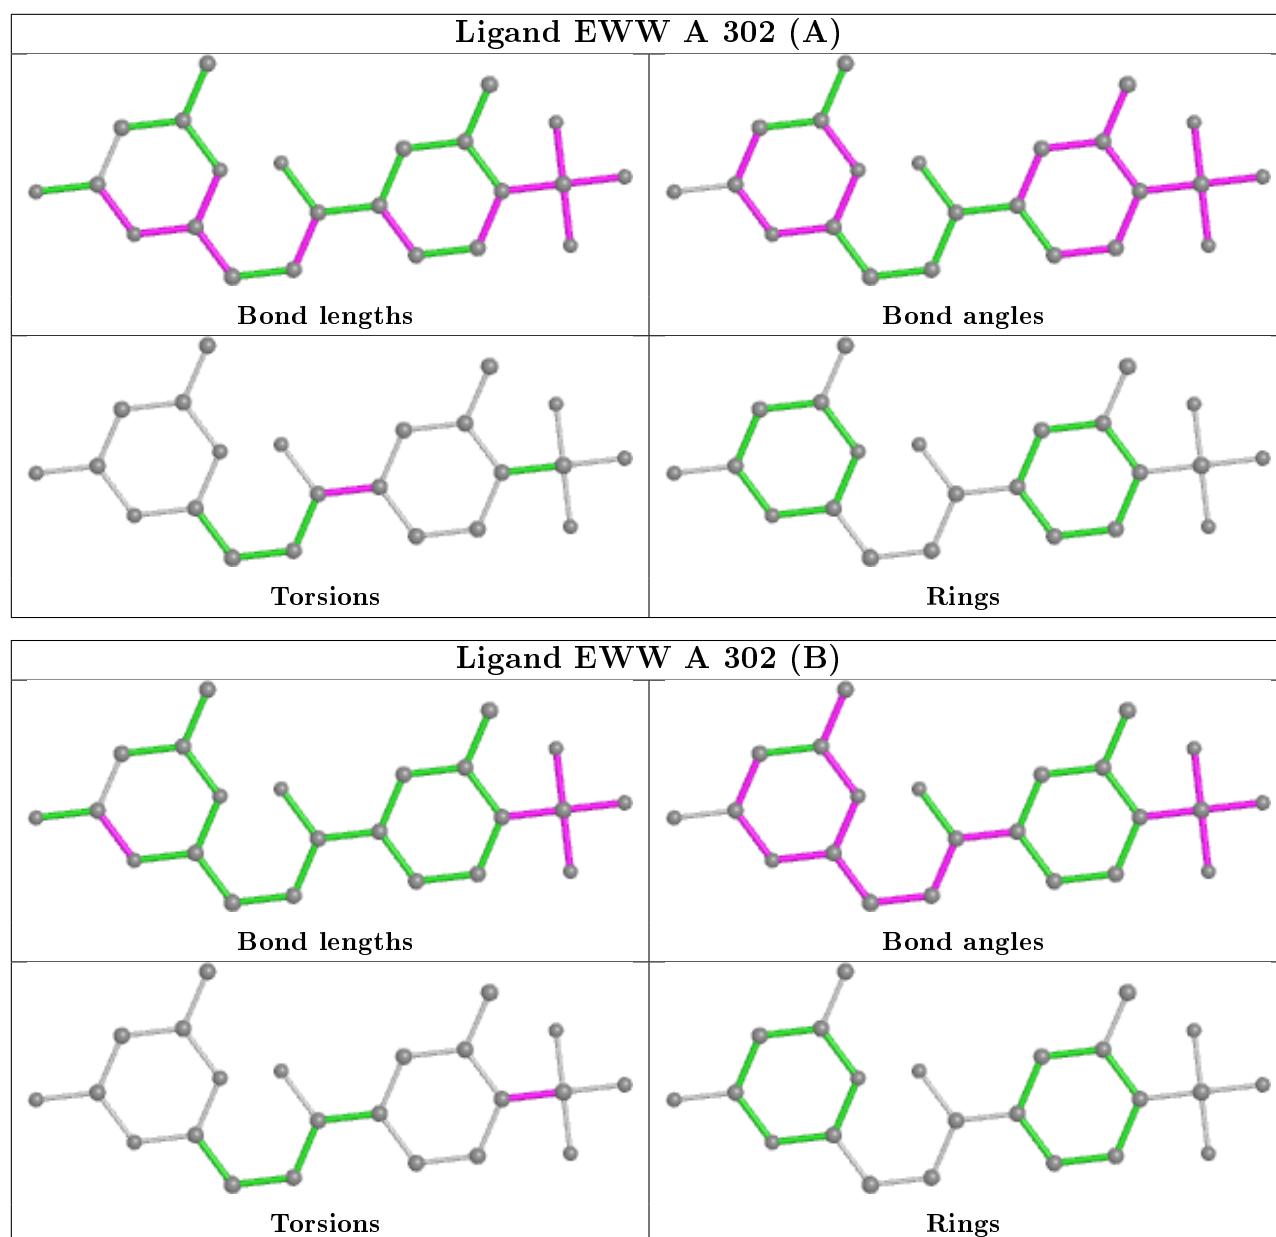 Ligand EWW A 302 (A)
Bond lengths
Bond angles
Torsions
Rings
Ligand EWW A 302 (B)
Bond lengths
Bond angles
Torsions
Rings